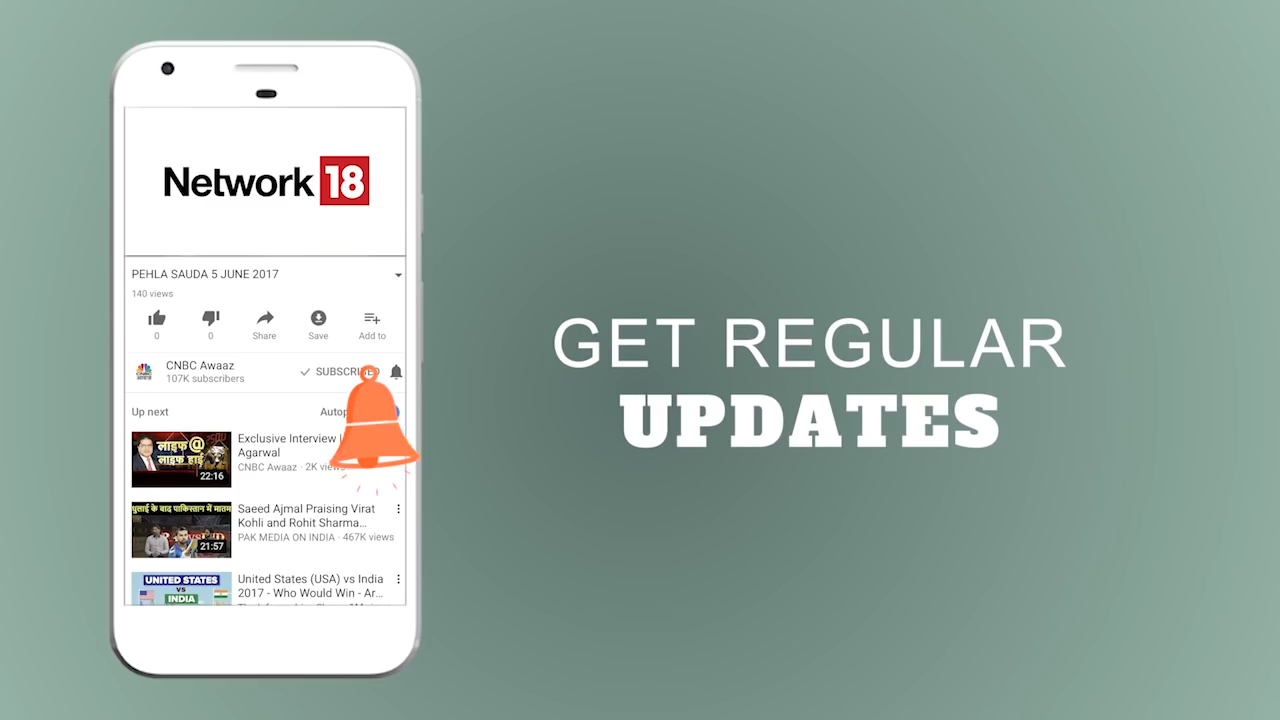 Network 18
PEHLA SAUDA 5 JUNE 2017
140 views
0
0
Share
Save
Add to
CNBC Awaaz
107K subscribers
SUBSCRIBED
Up next
लाइफ @
लाइफ हाई
22:16
Exclusive Interview
Agarwal
CNBC Awaaz · 2K views
के बाद पाकिस्तान में मातम
21:57
Saeed Ajmal Praising Virat
Kohli and Rohit Sharma...
PAK MEDIA ON INDIA · 467K views
UNITED STATES
VS
INDIA
United States (USA) vs India
2017 - Who Would Win - Ar...
GET REGULAR
UPDATES